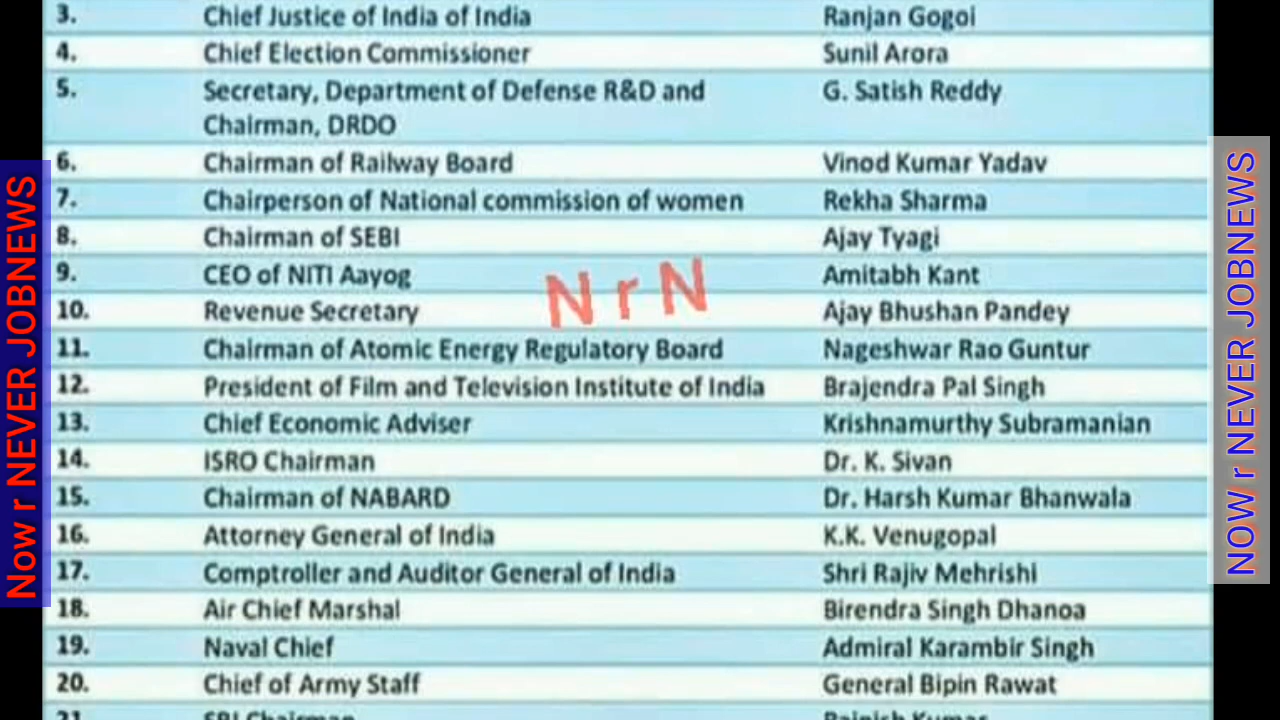 3. Chief Justice of India of India Ranjan Gogoi
4. Chief Election Commissioner Sunil Arora
5. Secretary, Department of Defense R&D and G. Satish Reddy
Chairman, DRDO
6. Chairman of Railway Board Vinod Kumar Yadav
7. Chairperson of National commission of women Rekha Sharma
8. Chairman of SEBI Ajay Tyagi
9. CEO of NITI Aayog Amitabh Kant
10. Revenue Secretary Ajay Bhushan Pandey
11. Chairman of Atomic Energy Regulatory Board Nageshwar Rao Guntur
12. President of Film and Television Institute of India Brajendra Pal Singh
13. Chief Economic Adviser Krishnamurthy Subramanian
14. ISRO Chairman Dr. K. Sivan
15. Chairman of NABARD Dr. Harsh Kumar Bhanwala
16. Attorney General of India K.K. Venugopal
17. Comptroller and Auditor General of India Shri Rajiv Mehrishi
18. Air Chief Marshal Birendra Singh Dhanoa
19. Naval Chief Admiral Karambir Singh
20. Chief of Army Staff General Bipin Rawat
21. SBI Chairman Rajnish Kumar
N r N
Now r NEVER JOBNEWS
NOW r NEVER JOBNEWS